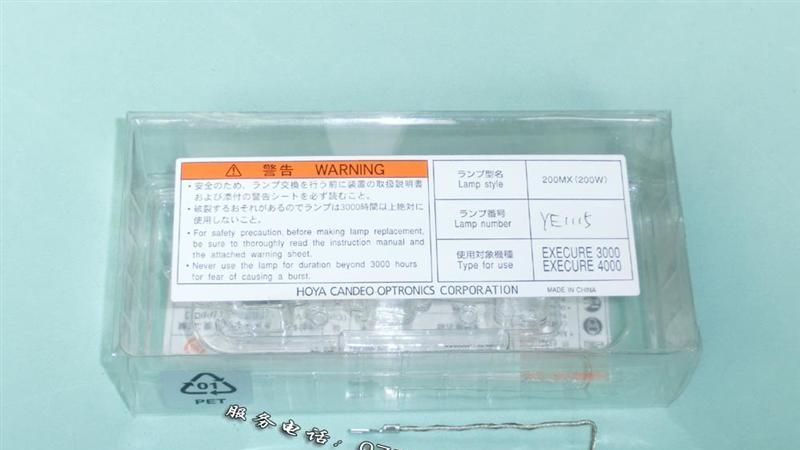 ⚠ 警告 WARNING
・安全のため、ランプ交換を行う前に装置の取扱説明書
および添付の警告シートを必ず読むこと。
・破裂するおそれがあるのでランプは3000時間以上絶対に
使用しないこと。
・For safety precaution, before making lamp replacement,
be sure to thoroughly read the instruction manual and
the attached warning sheet.
・Never use the lamp for duration beyond 3000 hours
for fear of causing a burst.
ランプ型名
Lamp style
200MX (200W)
ランプ番号
Lamp number
YE1115
使用対象機種
Type for use
EXECURE 3000
EXECURE 4000
HOYA CANDEO OPTRONICS CORPORATION
MADE IN CHINA
01
PET
服务电话: